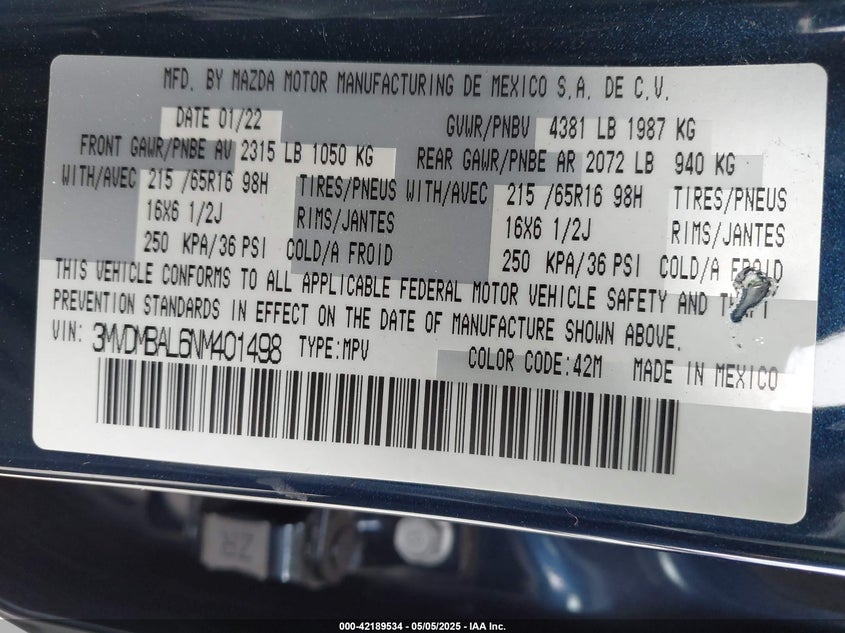 MFD. BY MAZDA MOTOR MANUFACTURING DE MEXICO S.A. DE C.V.
DATE 01/22 GVWR/PNBV 4381 LB 1987 KG
FRONT GAWR/PNBE AV 2315 LB 1050 KG REAR GAWR/PNBE AR 2072 LB 940 KG
WITH/AVEC 215 /65R16 98H TIRES/PNEUS WITH/AVEC 215 /65R16 98H TIRES/PNEUS
16X6 1/2J RIMS/JANTES 16X6 1/2J RIMS/JANTES
250 KPA/36 PSI COLD/A FROID 250 KPA/36 PSI COLD/A FROID
THIS VEHICLE CONFORMS TO ALL APPLICABLE FEDERAL MOTOR VEHICLE SAFETY AND THEFT
PREVENTION STANDARDS IN EFFECT ON THE DATE OF MANUFACTURE SHOWN ABOVE.
VIN: 3MVDMBAL6NM401498 TYPE:MPV COLOR CODE:42M MADE IN MEXICO
ZR
000-42189534 - 05/05/2025 - IAA Inc.